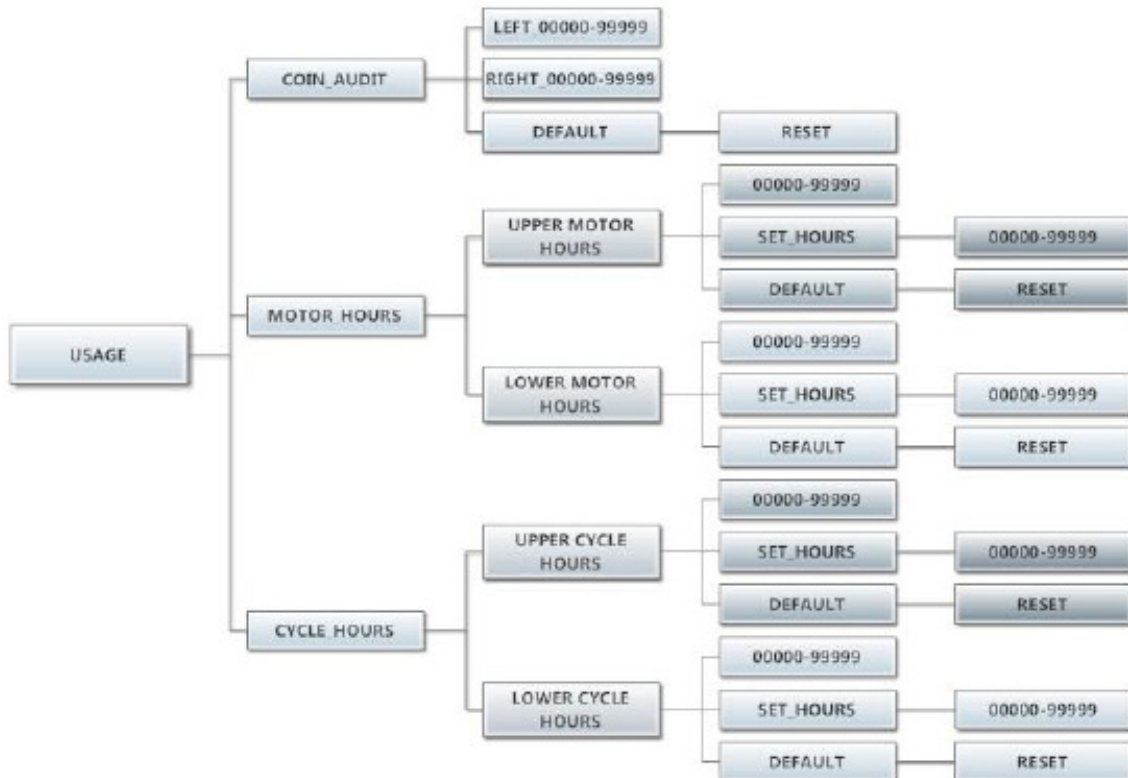 USAGE
COIN_AUDIT
LEFT_00000-99999
RIGHT_00000-99999
DEFAULT
RESET
MOTOR_HOURS
UPPER MOTOR
HOURS
00000-99999
SET_HOURS
00000-99999
DEFAULT
RESET
LOWER MOTOR
HOURS
00000-99999
SET_HOURS
00000-99999
DEFAULT
RESET
CYCLE_HOURS
UPPER CYCLE
HOURS
00000-99999
SET_HOURS
00000-99999
DEFAULT
RESET
LOWER CYCLE
HOURS
00000-99999
SET_HOURS
00000-99999
DEFAULT
RESET